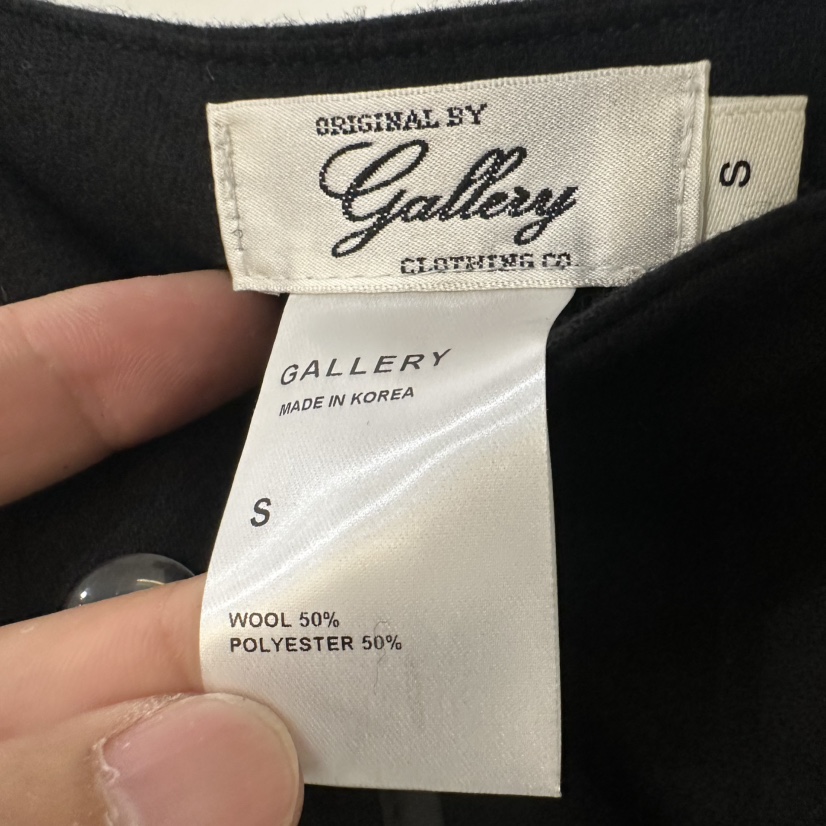 ORIGINAL BY
Gallery
CLOTHING CO.
S
GALLERY
MADE IN KOREA
S
WOOL 50%
POLYESTER 50%